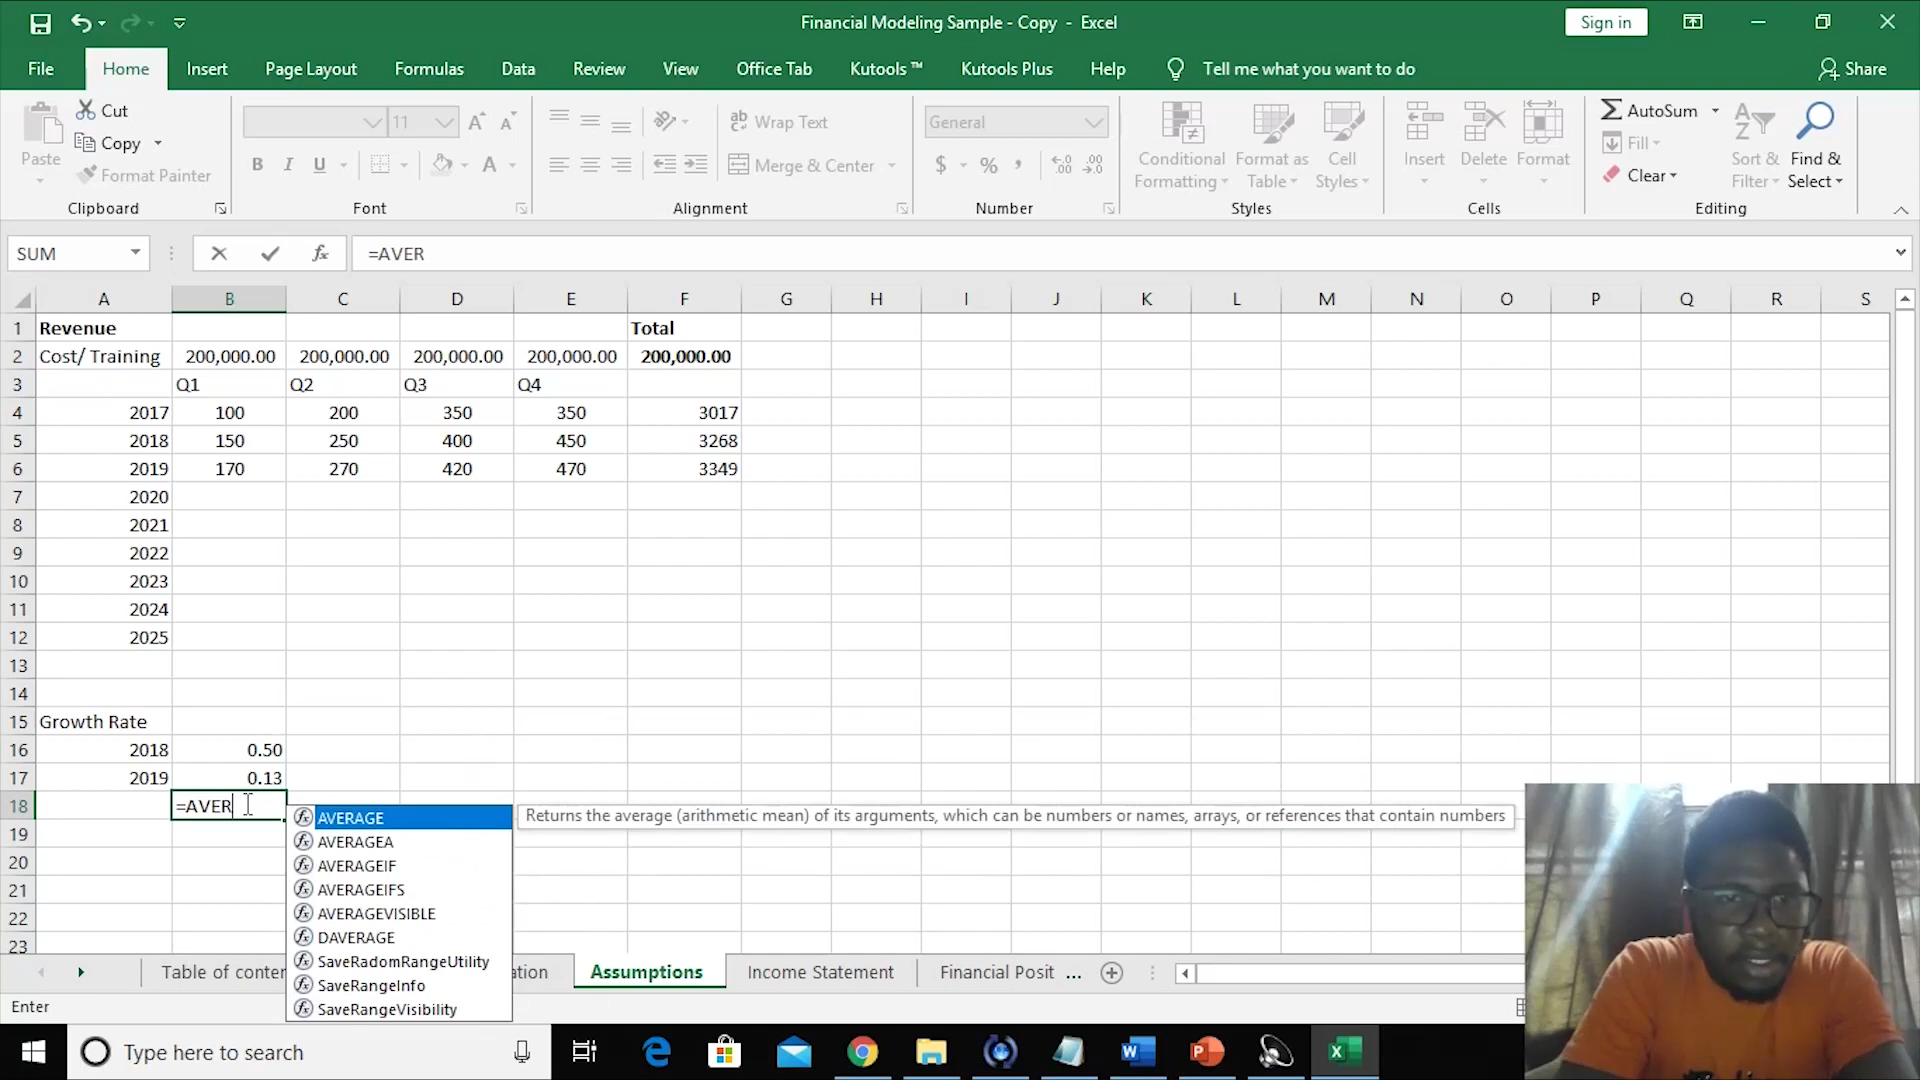 Financial Modeling Sample - Copy - Excel
Sign in
File Home Insert Page Layout Formulas Data Review View Office Tab Kutools ™ Kutools Plus Help Tell me what you want to do Share
Paste
Cut
Copy
Format Painter
Clipboard
11
B I U
A
Font
ab Wrap Text
Merge & Center
Alignment
General
$ % ,
Number
Conditional Formatting
Format as Table
Cell Styles
Styles
Insert
Delete
Format
Cells
AutoSum
Fill
Clear
Sort & Filter
Find & Select
Editing
SUM fx =AVER
A B C D E F G H I J K L M N O P Q R S
1 Revenue Total
2 Cost/ Training 200,000.00 200,000.00 200,000.00 200,000.00 200,000.00
3 Q1 Q2 Q3 Q4
4 2017 100 200 350 350 3017
5 2018 150 250 400 450 3268
6 2019 170 270 420 470 3349
7 2020
8 2021
9 2022
10 2023
11 2024
12 2025
13
14
15 Growth Rate
16 2018 0.50
17 2019 0.13
18 =AVER
19
20
21
22
23
AVERAGE
Returns the average (arithmetic mean) of its arguments, which can be numbers or names, arrays, or references that contain numbers
AVERAGEA
AVERAGEIF
AVERAGEIFS
AVERAGEVISIBLE
DAVERAGE
SaveRadomRangeUtility
SaveRangeInfo
SaveRangeVisibility
Table of conter ation Assumptions Income Statement Financial Posit ...
Enter
Type here to search